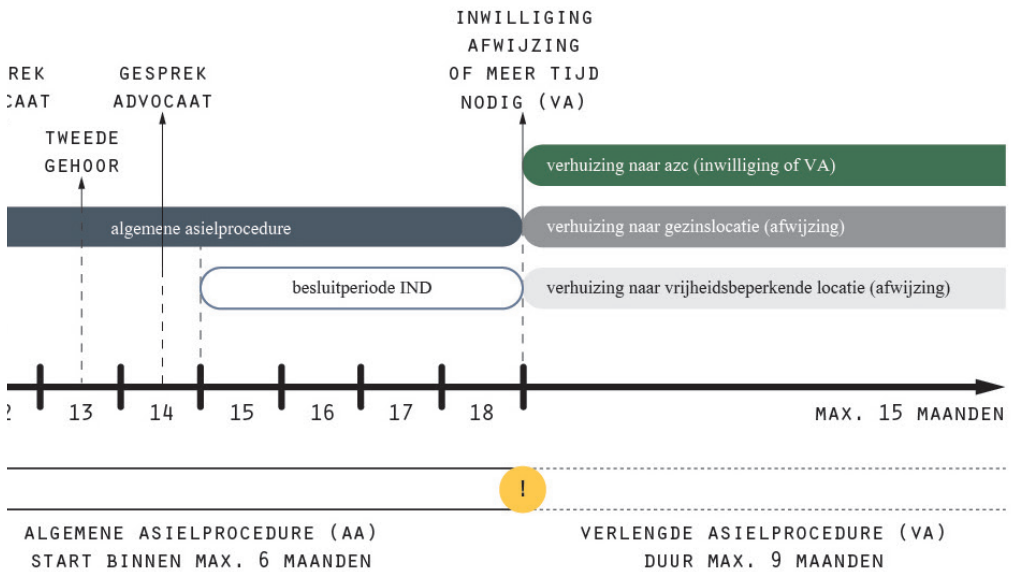 INWILLIGING
AFWIJZING
OF MEER TIJD
NODIG (VA)
GESPREK
ADVOCAAT
TWEEDE
GEHOOR
verhuizing naar azc (inwilliging of VA)
algemene asielprocedure
verhuizing naar gezinslocatie (afwijzing)
besluitperiode IND
verhuizing naar vrijheidsbeperkende locatie (afwijzing)
13 14 15 16 17 18 MAX. 15 MAANDEN
!
ALGEMENE ASIELPROCEDURE (AA)
START BINNEN MAX. 6 MAANDEN
VERLENGDE ASIELPROCEDURE (VA)
DUUR MAX. 9 MAANDEN